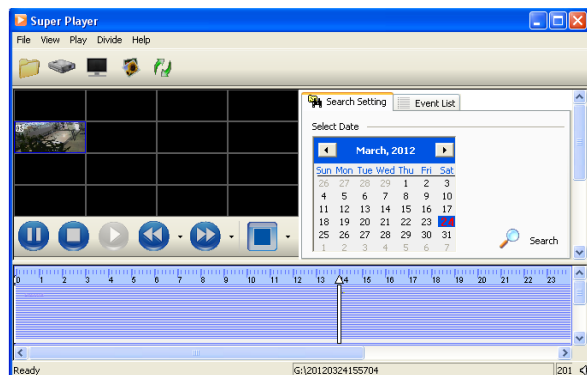 Super Player
File View Play Divide Help
Search Setting Event List
Select Date
March, 2012
Sun Mon Tue Wed Thu Fri Sat
26 27 28 29 1 2 3
4 5 6 7 8 9 10
11 12 13 14 15 16 17
18 19 20 21 22 23 24
25 26 27 28 29 30 31
1 2 3 4 5 6 7
Search
0 1 2 3 4 5 6 7 8 9 10 11 12 13 14 15 16 17 18 19 20 21 22 23
Ready G:\20120324155704 201